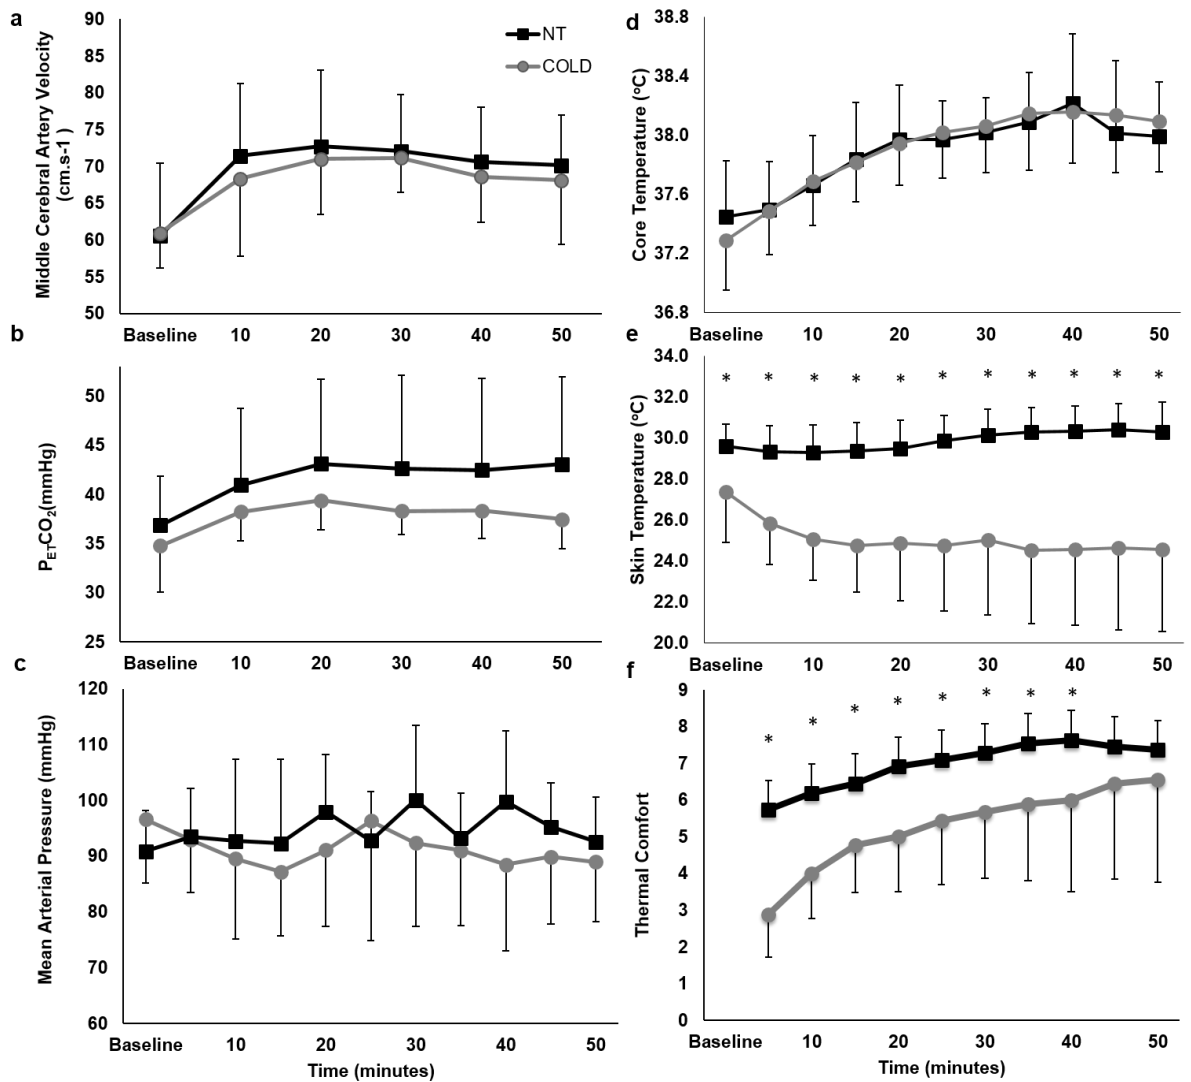 a
Middle Cerebral Artery Velocity
(cm.s-1 )
90
85
80
75
70
65
60
55
50
NT
COLD
Baseline 10 20 30 40 50
b
PETCO2(mmHg)
50
45
40
35
30
25
Baseline 10 20 30 40 50
c
Mean Arterial Pressure (mmHg)
120
110
100
90
80
70
60
Baseline 10 20 30 40 50
Time (minutes)
d
Core Temperature (°C)
38.8
38.4
38.0
37.6
37.2
36.8
Baseline 10 20 30 40 50
e
Skin Temperature (°C)
34.0
32.0
30.0
28.0
26.0
24.0
22.0
20.0
* * * * * * * * * * *
Baseline 10 20 30 40 50
f
Thermal Comfort
9
8
7
6
5
4
3
2
1
0
* * * * * * * *
Baseline 10 20 30 40 50
Time (minutes)